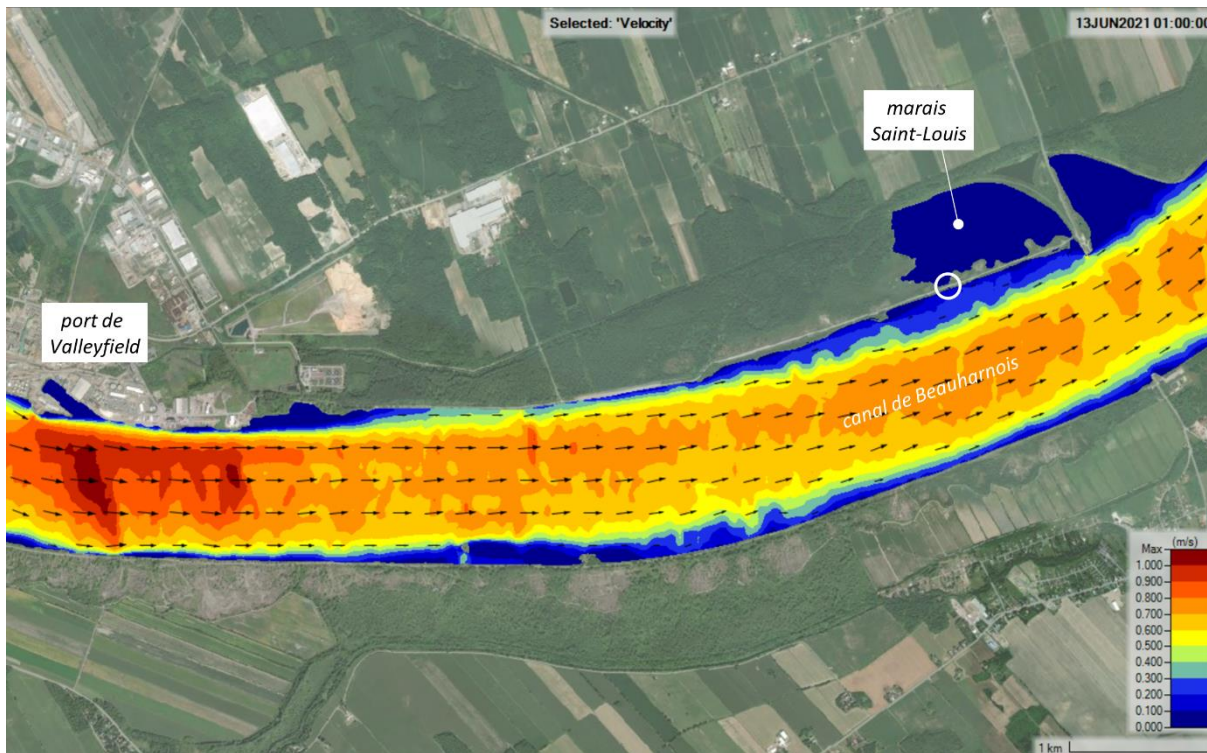 Selected: 'Velocity'
13JUN2021 01:00:00
marais
Saint-Louis
port de
Valleyfield
canal de Beauharnois
(m/s)
Max
1.000
0.900
0.800
0.700
0.600
0.500
0.400
0.300
0.200
0.100
0.000
1 km